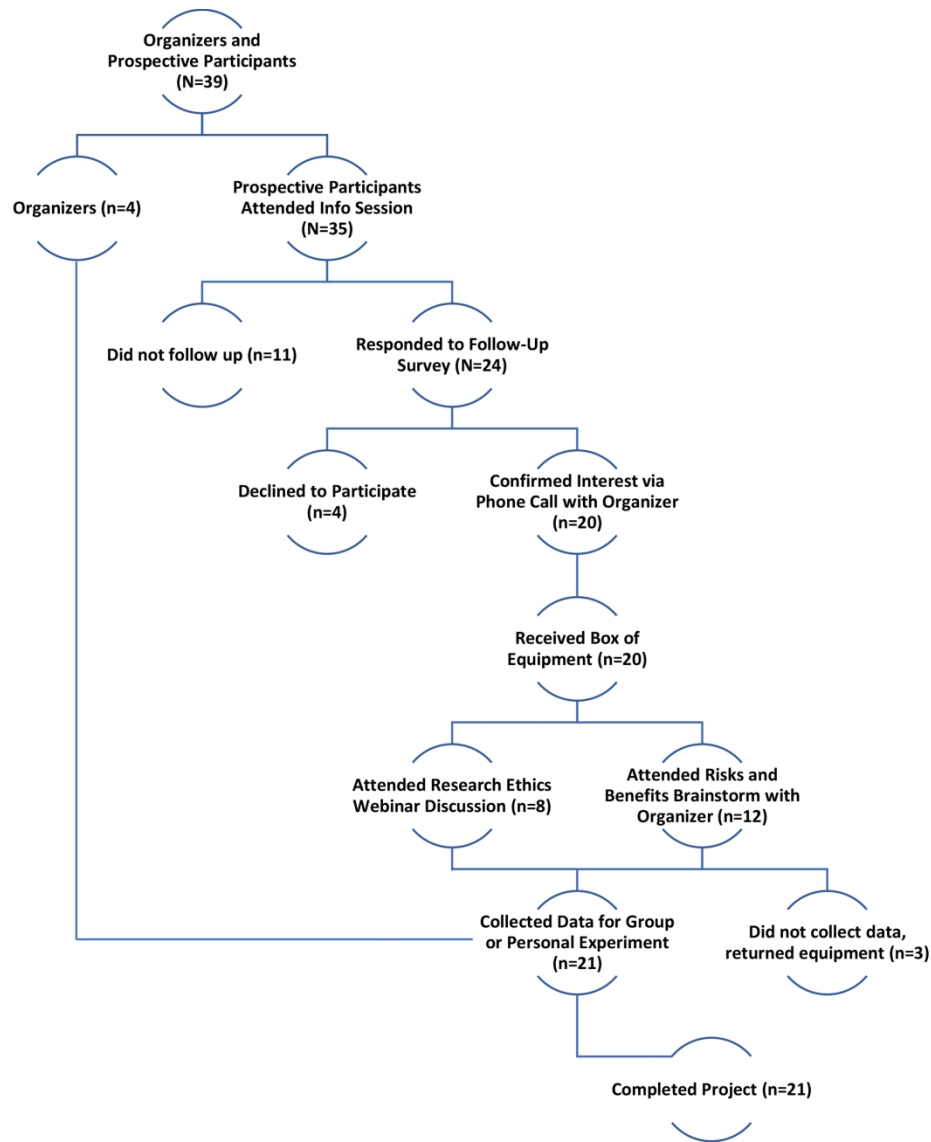 Organizers and
Prospective Participants
(N=39)
Organizers (n=4)
Prospective Participants
Attended Info Session
(N=35)
Did not follow up (n=11)
Responded to Follow-Up
Survey (N=24)
Declined to Participate
(n=4)
Confirmed Interest via
Phone Call with Organizer
(n=20)
Received Box of
Equipment (n=20)
Attended Research Ethics
Webinar Discussion (n=8)
Attended Risks and
Benefits Brainstorm with
Organizer (n=12)
Collected Data for Group
or Personal Experiment
(n=21)
Did not collect data,
returned equipment (n=3)
Completed Project (n=21)